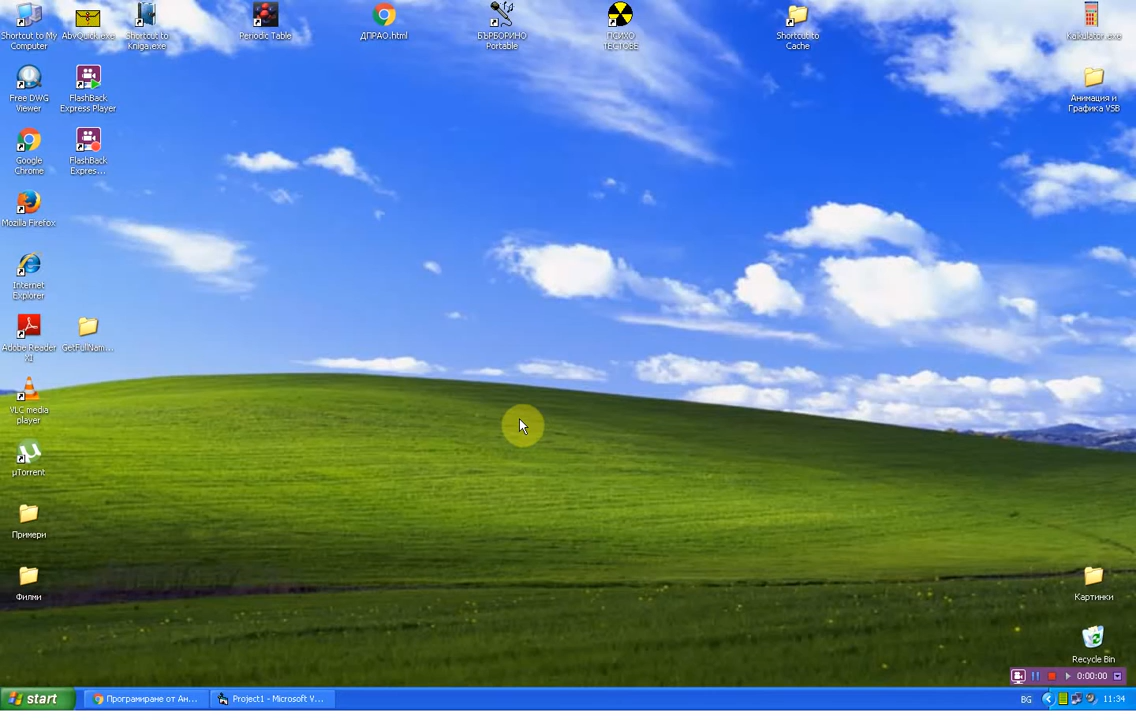 Shortcut to My
Computer
AbvQuick.exe
Shortcut to
Kniga.exe
Periodic Table
ДПРАО.html
БЪРБОРИНО
Portable
ПСИХО
ТЕСТОВЕ
Shortcut to
Cache
Kalkulator.exe
Free DWG
Viewer
FlashBack
Express Player
Анимация и
Графика VSB
Google
Chrome
FlashBack
Expres...
Mozilla Firefox
Internet
Explorer
Adobe Reader
XI
GetFullNam...
VLC media
player
µTorrent
Примери
Филми
Картинки
Recycle Bin
0:00:00
start
Програмиране от Ан...
Project1 - Microsoft V...
BG
11:34